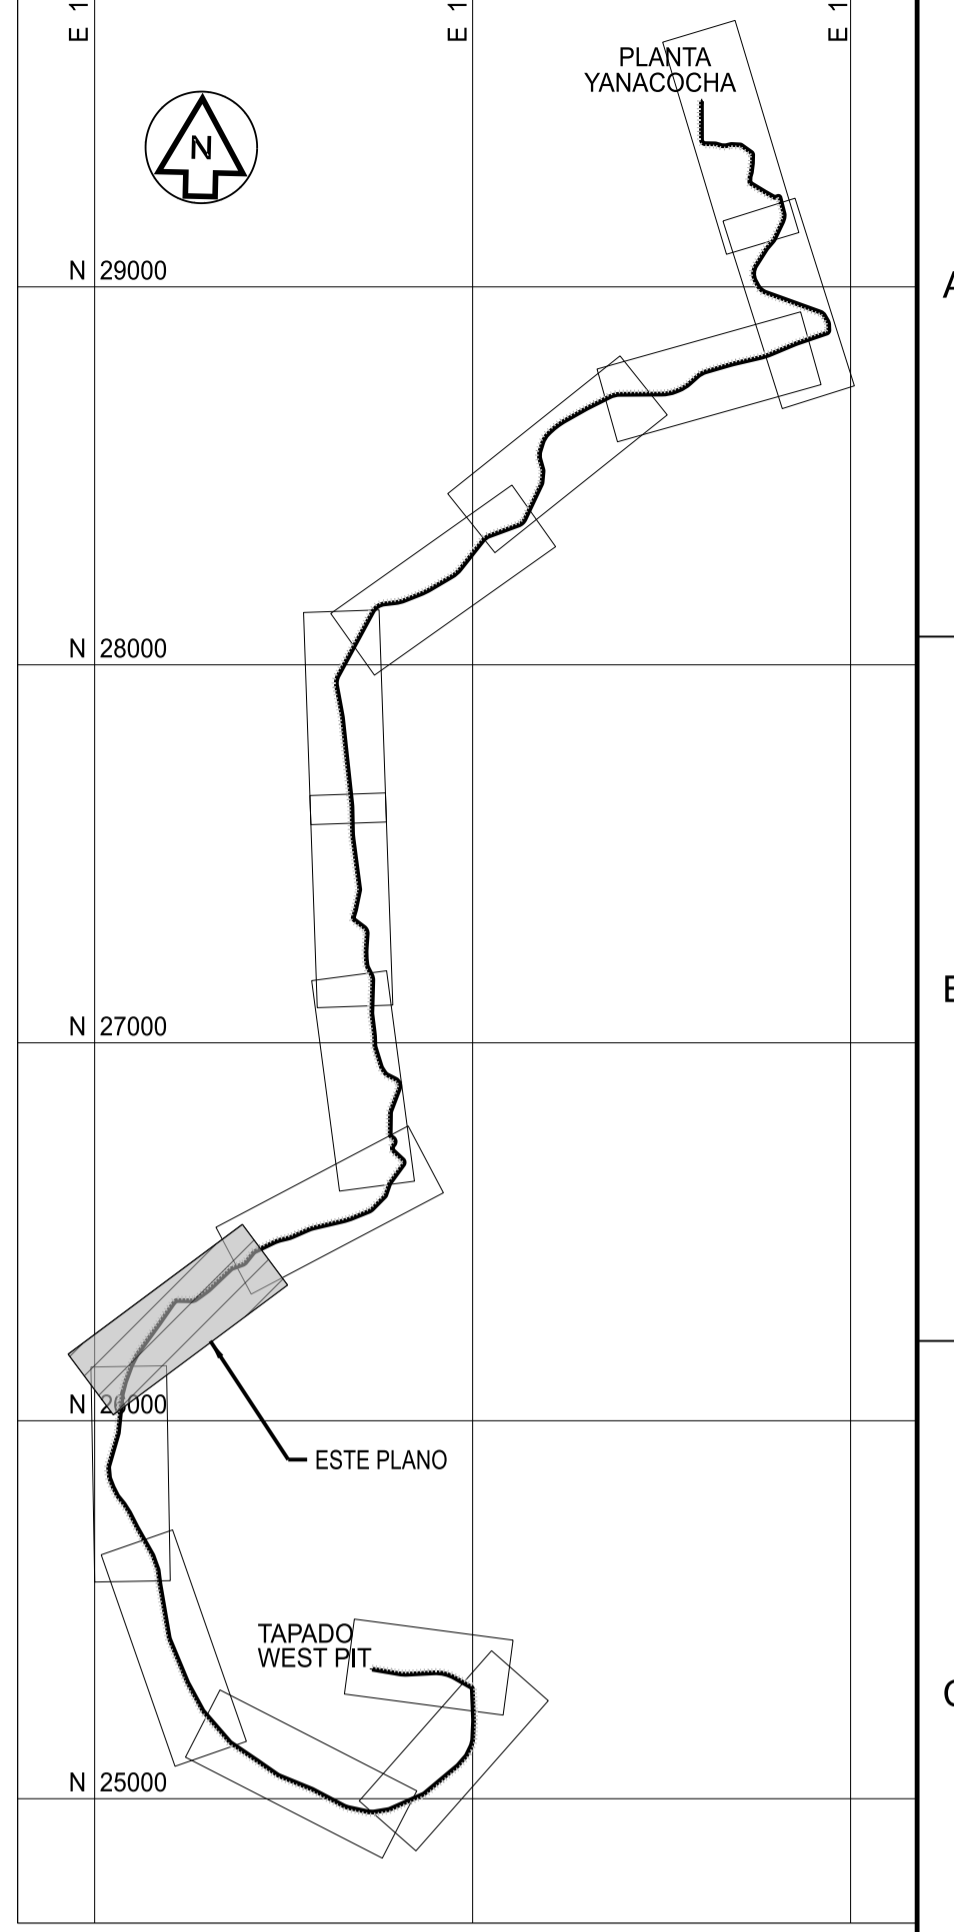 E 1
E 1
E 1
PLANTA
YANACOCHA
N
N 29000
A
N 28000
N 27000
B
N 26000
ESTE PLANO
TAPADO
WEST PIT
C
N 25000